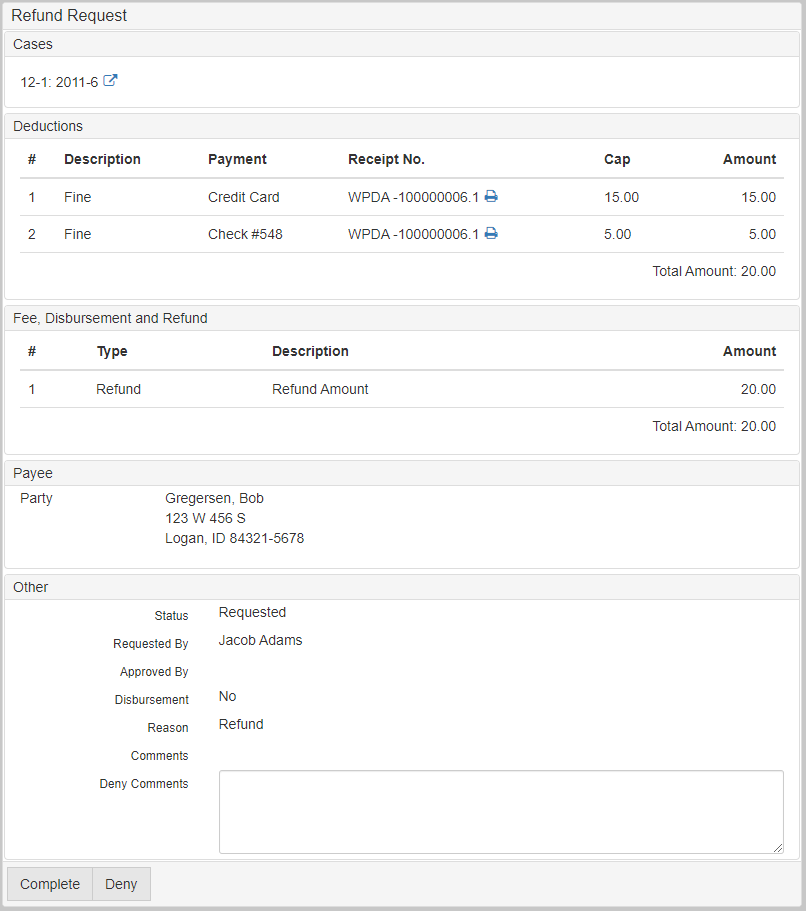 Refund Request
Cases
12-1: 2011-6
Deductions
# Description Payment Receipt No. Cap Amount
1 Fine Credit Card WPDA -100000006.1 15.00 15.00
2 Fine Check #548 WPDA -100000006.1 5.00 5.00
Total Amount: 20.00
Fee, Disbursement and Refund
# Type Description Amount
1 Refund Refund Amount 20.00
Total Amount: 20.00
Payee
Party Gregersen, Bob
123 W 456 S
Logan, ID 84321-5678
Other
Status Requested
Requested By Jacob Adams
Approved By
Disbursement No
Reason Refund
Comments
Deny Comments
Complete Deny